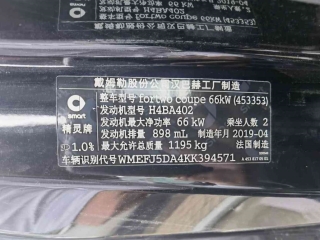 戴姆勒股份公司汉巴赫工厂制造
整车型号 fortwo coupe 66kW (453353)
发动机型号 H4BA402
smart
发动机最大净功率 66 kW 乘坐人数 2
精灵牌
发动机排量 898 mL 制造年月 2019-04
1.0% 最大允许总质量 1195 kg 法国制造
车辆识别代号 WMEFJ5DA4KK394571